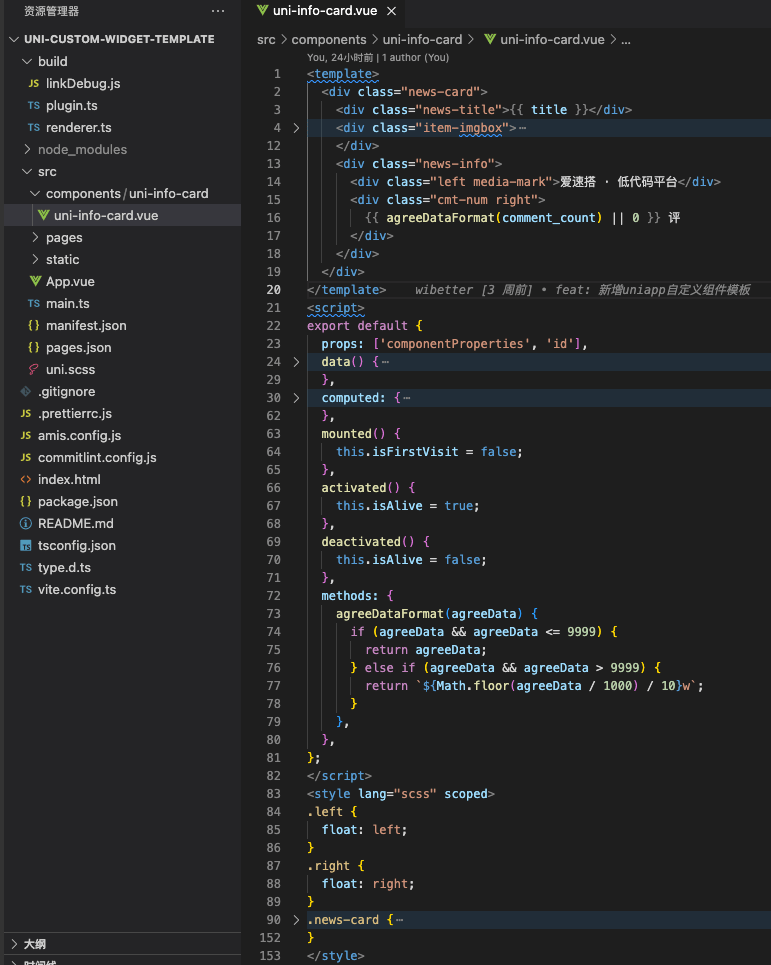 资源管理器
UNI-CUSTOM-WIDGET-TEMPLATE
build
JS linkDebug.js
TS plugin.ts
TS renderer.ts
node_modules
src
components/uni-info-card
uni-info-card.vue
pages
static
App.vue
TS main.ts
{} manifest.json
{} pages.json
uni.scss
.gitignore
JS .prettierrc.js
JS amis.config.js
JS commitlint.config.js
<> index.html
{} package.json
README.md
TS tsconfig.json
TS type.d.ts
TS vite.config.ts
大纲
uni-info-card.vue
src > components > uni-info-card > uni-info-card.vue > ...
You, 24小时前 | 1 author (You)
1 <template>
2 <div class="news-card">
3 <div class="news-title">{{ title }}</div>
4 <div class="item-imgbox">…
12 </div>
13 <div class="news-info">
14 <div class="left media-mark">爱速搭 · 低代码平台</div>
15 <div class="cmt-num right">
16 {{ agreeDataFormat(comment_count) || 0 }} 评
17 </div>
18 </div>
19 </div>
20 </template> wibetter [3 周前] • feat: 新增uniapp自定义组件模板
21 <script>
22 export default {
23 props: ['componentProperties', 'id'],
24 data() {…
29 },
30 computed: {…
62 },
63 mounted() {
64 this.isFirstVisit = false;
65 },
66 activated() {
67 this.isAlive = true;
68 },
69 deactivated() {
70 this.isAlive = false;
71 },
72 methods: {
73 agreeDataFormat(agreeData) {
74 if (agreeData && agreeData <= 9999) {
75 return agreeData;
76 } else if (agreeData && agreeData > 9999) {
77 return `${Math.floor(agreeData / 1000) / 10}w`;
78 }
79 },
80 },
81 };
82 </script>
83 <style lang="scss" scoped>
84 .left {
85 float: left;
86 }
87 .right {
88 float: right;
89 }
90 .news-card {…
152 }
153 </style>